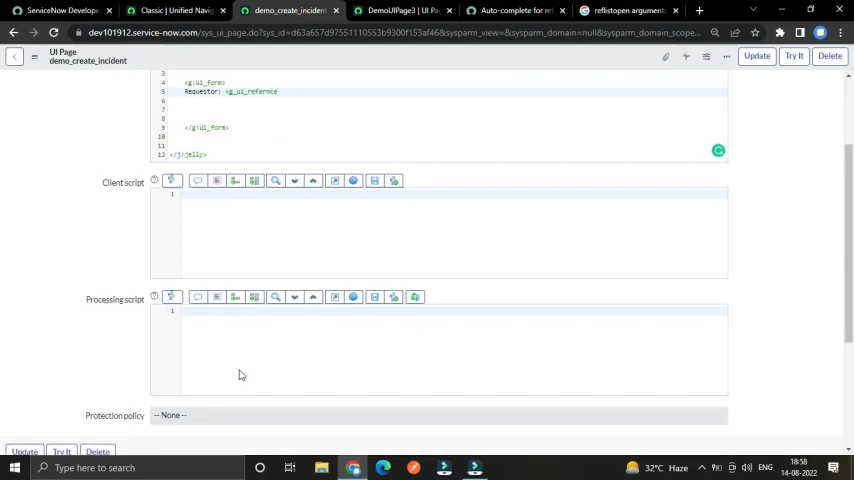 ServiceNow Develope
Classic | Unified Navig
demo_create_incident
DemoUIPage3 | UI Pag
Auto-complete for ref
reflistopen argument
dev101912.service-now.com/sys_ui_page.do?sys_id=d63a657d97551110553b9300f153af46&sysparm_view=&sysparm_domain=null&sysparm_domain_scope...
UI Page
demo_create_incident
Update
Try It
Delete
3
4 <g:ui_form>
5 Requestor: <g_ui_refernce
6
7
8
9 </g:ui_form>
10
11
12 </j:jelly>
Client script
1
Processing script
1
Protection policy
-- None --
Update
Try It
Delete
Type here to search
32°C Haze
ENG
18:58
14-08-2022